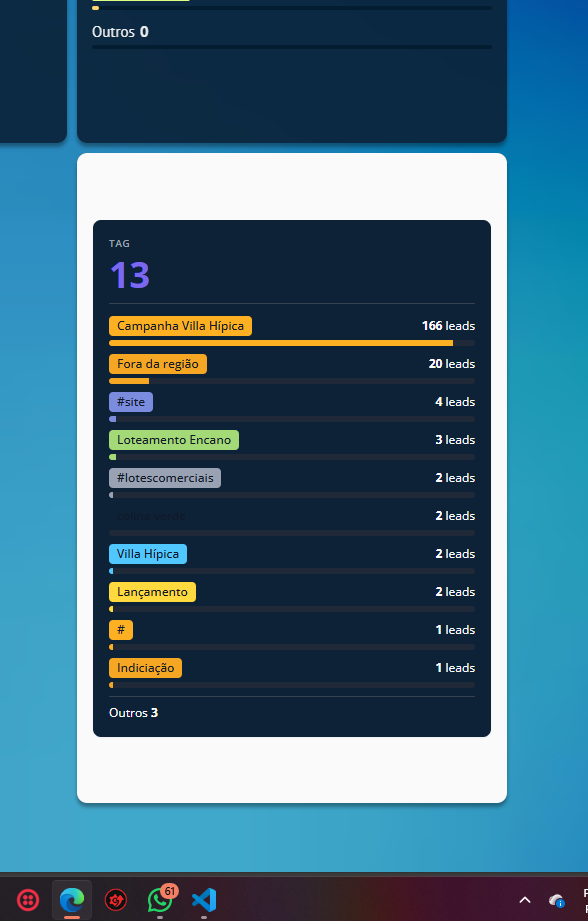 Outros 0
TAG
13
Campanha Villa Hípica 166 leads
Fora da região 20 leads
#site 4 leads
Loteamento Encano 3 leads
#lotescomerciais 2 leads
2 leads
Villa Hípica 2 leads
Lançamento 2 leads
# 1 leads
Indiciação 1 leads
Outros 3
61